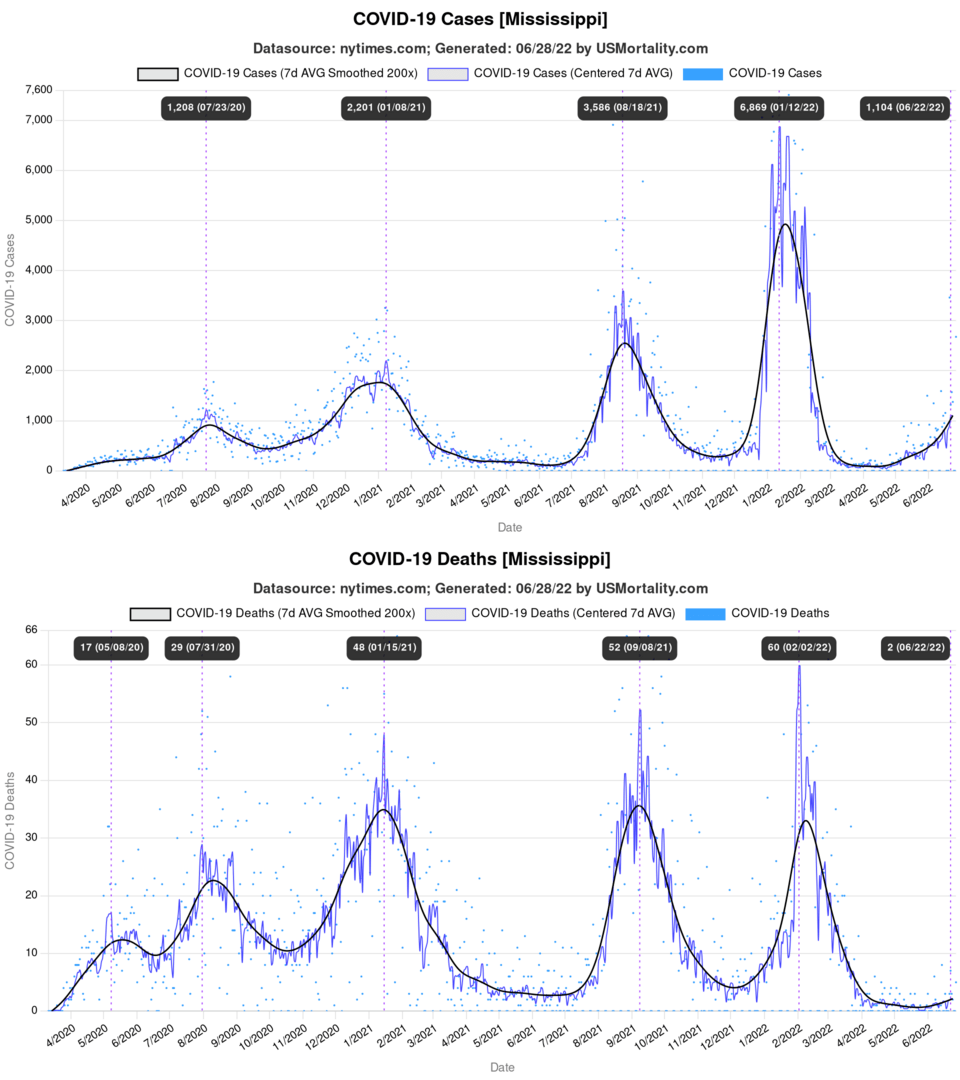 COVID-19 Cases [Mississippi]
Datasource: nytimes.com; Generated: 06/28/22 by USMortality.com
COVID-19 Cases (7d AVG Smoothed 200x) COVID-19 Cases (Centered 7d AVG) COVID-19 Cases
7,600
1,208 (07/23/20) 2,201 (01/08/21) 3,586 (08/18/21) 6,869 (01/12/22) 1,104 (06/22/22)
7,000
6,000
5,000
4,000
3,000
2,000
1,000
0
COVID-19 Cases
4/2020 5/2020 6/2020 7/2020 8/2020 9/2020 10/2020 11/2020 12/2020 1/2021 2/2021 3/2021 4/2021 5/2021 6/2021 7/2021 8/2021 9/2021 10/2021 11/2021 12/2021 1/2022 2/2022 3/2022 4/2022 5/2022 6/2022
Date
COVID-19 Deaths [Mississippi]
Datasource: nytimes.com; Generated: 06/28/22 by USMortality.com
COVID-19 Deaths (7d AVG Smoothed 200x) COVID-19 Deaths (Centered 7d AVG) COVID-19 Deaths
66
17 (05/08/20) 29 (07/31/20) 48 (01/15/21) 52 (09/08/21) 60 (02/02/22) 2 (06/22/22)
60
50
40
30
20
10
0
COVID-19 Deaths
4/2020 5/2020 6/2020 7/2020 8/2020 9/2020 10/2020 11/2020 12/2020 1/2021 2/2021 3/2021 4/2021 5/2021 6/2021 7/2021 8/2021 9/2021 10/2021 11/2021 12/2021 1/2022 2/2022 3/2022 4/2022 5/2022 6/2022
Date